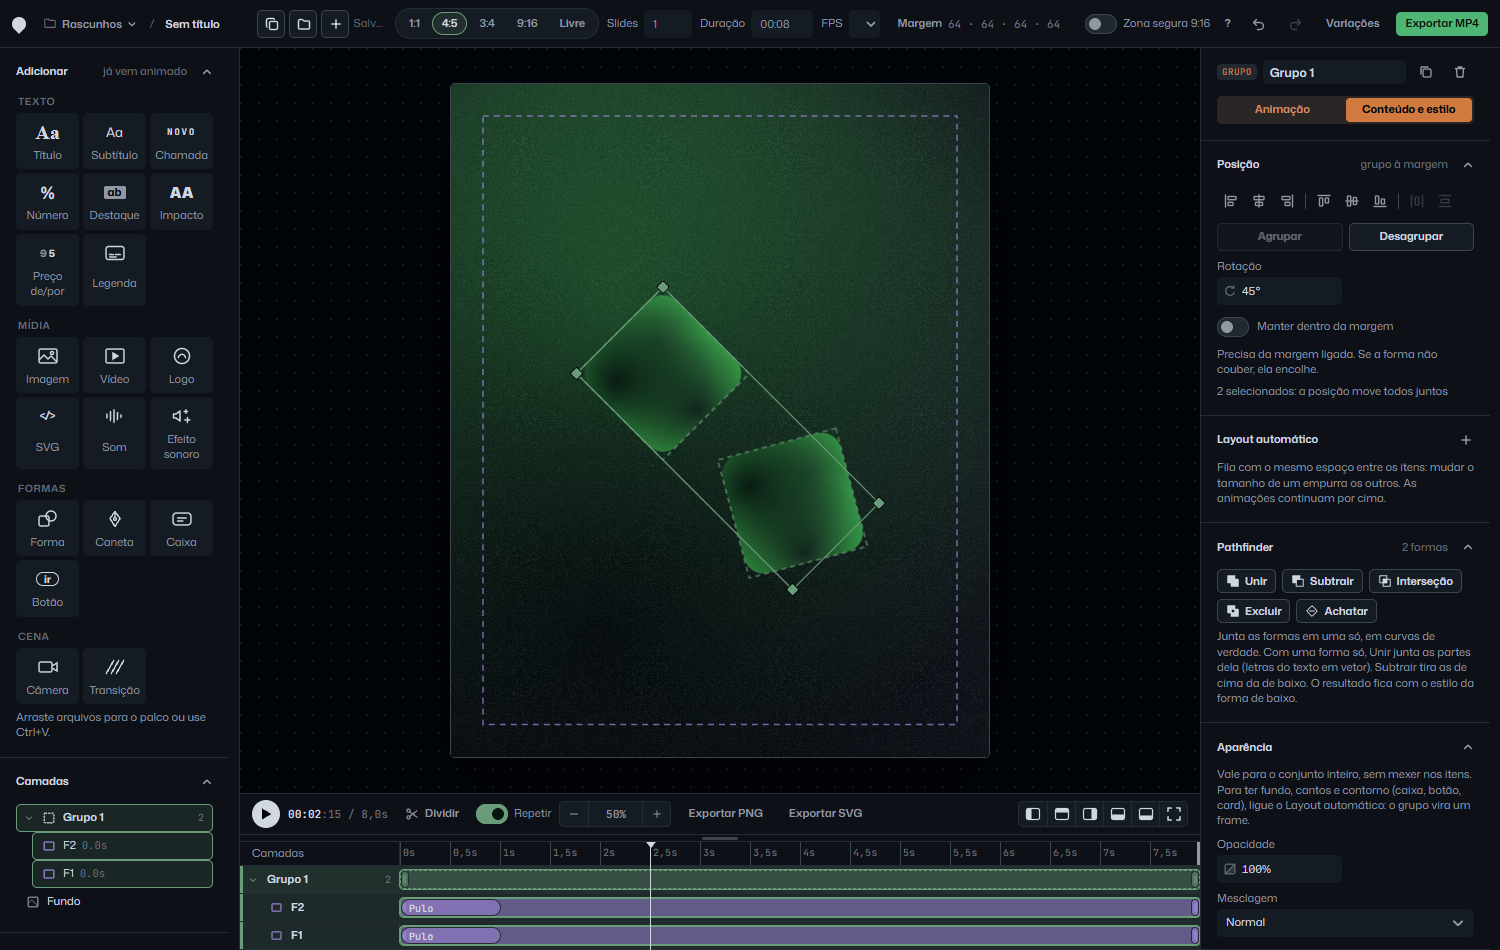 Rascunhos / Sem título
Salv...
1:1 4:5 3:4 9:16 Livre
Slides 1
Duração 00:08
FPS
Margem 64 · 64 · 64 · 64
Zona segura 9:16 ?
Variações
Exportar MP4
Adicionar já vem animado
TEXTO
Aa Aa NOVO
Título Subtítulo Chamada
% ab AA
Número Destaque Impacto
95
Preço de/por
Legenda
MÍDIA
Imagem Vídeo Logo
</>
SVG Som Efeito sonoro
FORMAS
Forma Caneta Caixa
ir
Botão
CENA
Câmera Transição
Arraste arquivos para o palco ou use
Ctrl+V.
Camadas
Grupo 1 2
F2 0.0s
F1 0.0s
Fundo
00:02:15 / 8,0s
Dividir
Repetir
− 50% +
Exportar PNG
Exportar SVG
Camadas
0s 0,5s 1s 1,5s 2s 2,5s 3s 3,5s 4s 4,5s 5s 5,5s 6s 6,5s 7s 7,5s
Grupo 1 2
F2 Pulo
F1 Pulo
GRUPO Grupo 1
Animação Conteúdo e estilo
Posição grupo à margem
Agrupar Desagrupar
Rotação
45°
Manter dentro da margem
Precisa da margem ligada. Se a forma não
couber, ela encolhe.
2 selecionados: a posição move todos juntos
Layout automático +
Fila com o mesmo espaço entre os itens: mudar o
tamanho de um empurra os outros. As
animações continuam por cima.
Pathfinder 2 formas
Unir Subtrair Interseção
Excluir Achatar
Junta as formas em uma só, em curvas de
verdade. Com uma forma só, Unir junta as partes
dela (letras do texto em vetor). Subtrair tira as de
cima da de baixo. O resultado fica com o estilo da
forma de baixo.
Aparência
Vale para o conjunto inteiro, sem mexer nos itens.
Para ter fundo, cantos e contorno (caixa, botão,
card), ligue o Layout automático: o grupo vira um
frame.
Opacidade
100%
Mesclagem
Normal